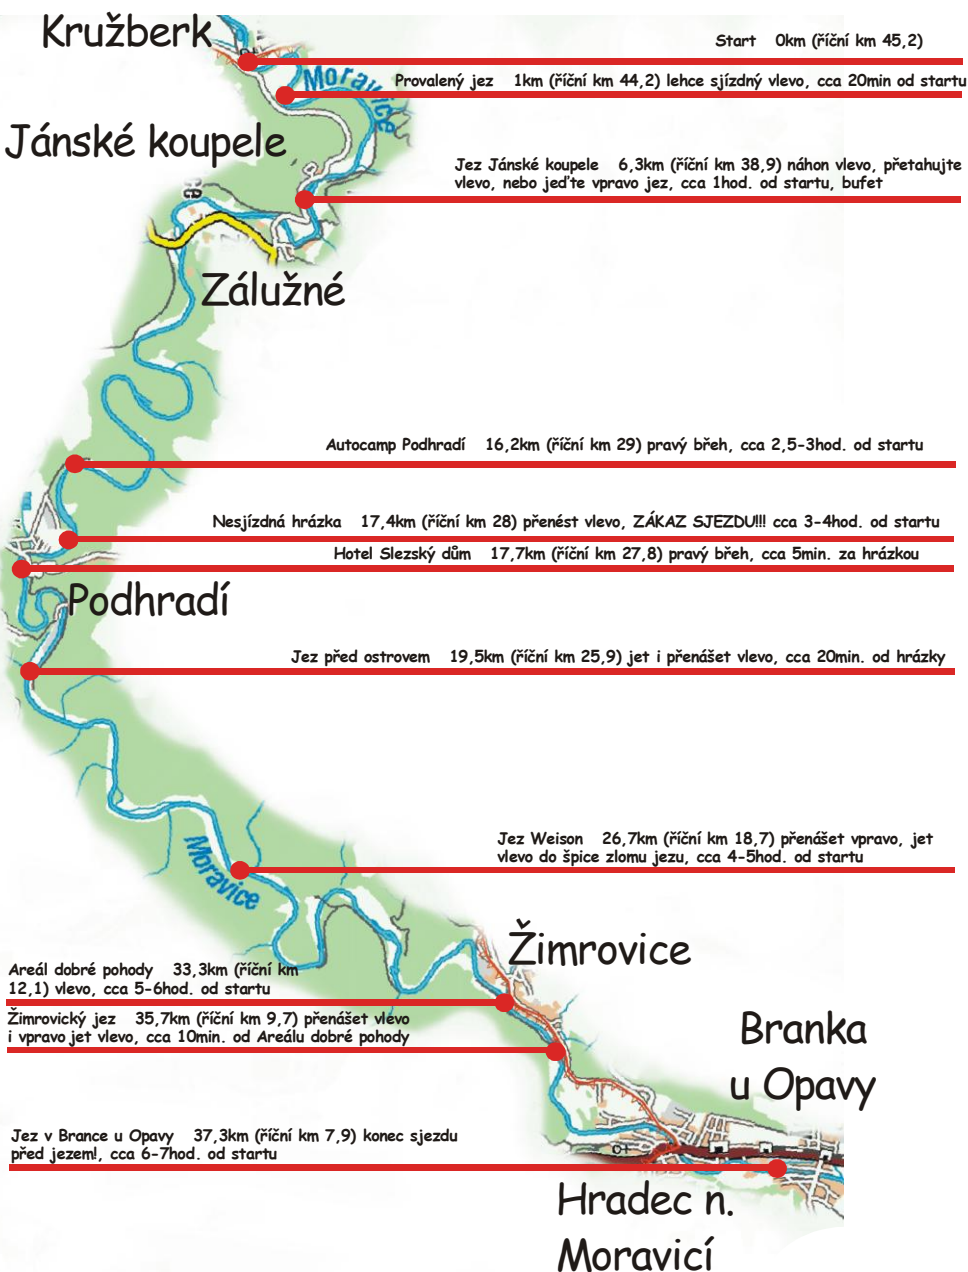 Kružberk
Start 0km (říční km 45,2)
Moravice
Provalený jez 1km (říční km 44,2) lehce sjízdný vlevo, cca 20min od startu
Jánské koupele
Jez Jánské koupele 6,3km (říční km 38,9) náhon vlevo, přetahujte
vlevo, nebo jeďte vpravo jez, cca 1hod. od startu, bufet
Zálužné
Autocamp Podhradí 16,2km (říční km 29) pravý břeh, cca 2,5-3hod. od startu
Nesjízdná hrázka 17,4km (říční km 28) přenést vlevo, ZÁKAZ SJEZDU!!! cca 3-4hod. od startu
Hotel Slezský dům 17,7km (říční km 27,8) pravý břeh, cca 5min. za hrázkou
Podhradí
Jez před ostrovem 19,5km (říční km 25,9) jet i přenášet vlevo, cca 20min. od hrázky
Jez Weison 26,7km (říční km 18,7) přenášet vpravo, jet
vlevo do špice zlomu jezu, cca 4-5hod. od startu
Moravice
Žimrovice
Areál dobré pohody 33,3km (říční km
12,1) vlevo, cca 5-6hod. od startu
Žimrovický jez 35,7km (říční km 9,7) přenášet vlevo
i vpravo jet vlevo, cca 10min. od Areálu dobré pohody
Branka
u Opavy
Jez v Brance u Opavy 37,3km (říční km 7,9) konec sjezdu
před jezem!, cca 6-7hod. od startu
Hradec n.
Moravicí